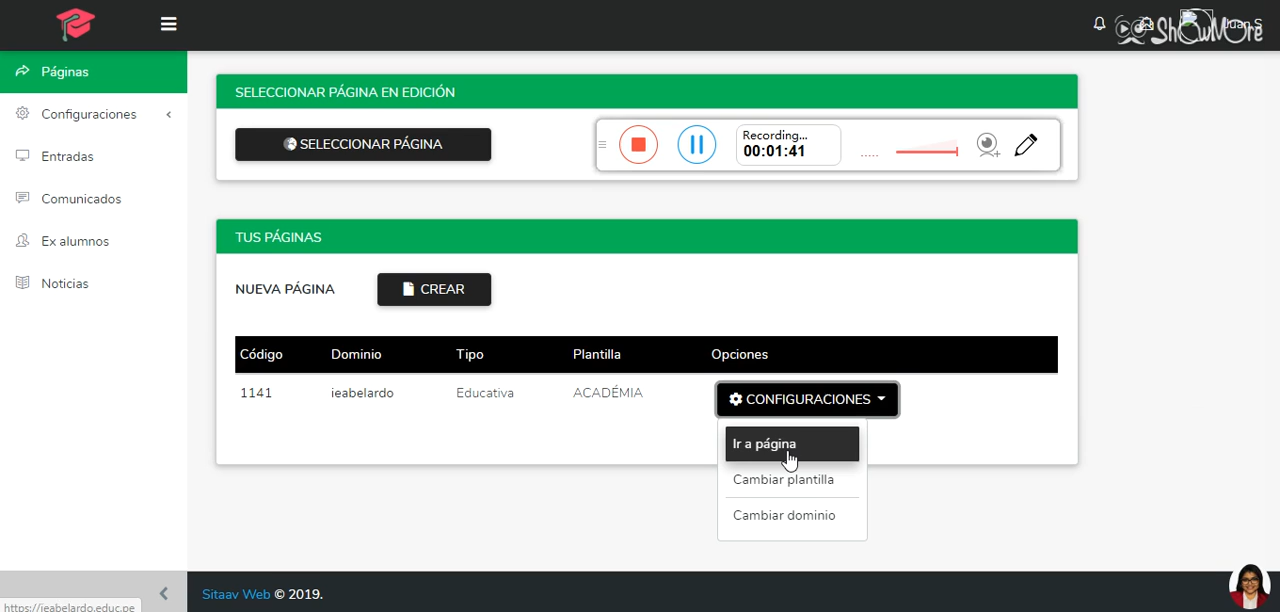 Juan S
ShowMore
Páginas
Configuraciones
Entradas
Comunicados
Ex alumnos
Noticias
SELECCIONAR PÁGINA EN EDICIÓN
SELECCIONAR PÁGINA
Recording...
00:01:41
TUS PÁGINAS
NUEVA PÁGINA
CREAR
Código Dominio Tipo Plantilla Opciones
1141 ieabelardo Educativa ACADÉMIA CONFIGURACIONES
Ir a página
Cambiar plantilla
Cambiar dominio
https://ieabelardo.educ.pe
Sitaav Web © 2019.